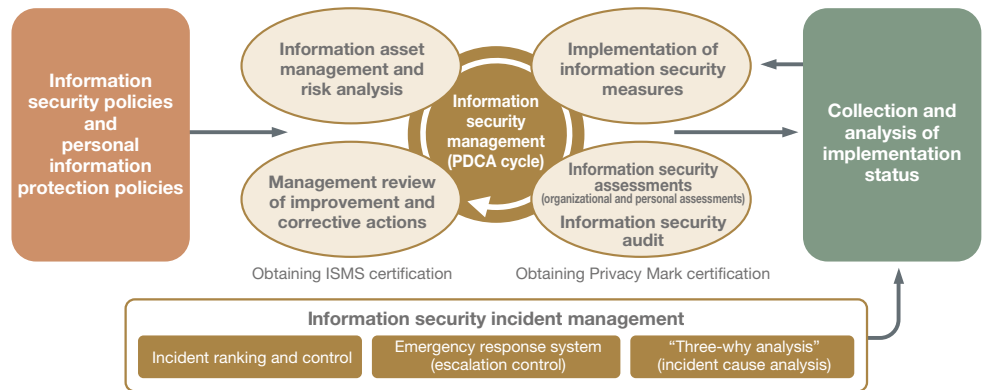 Information
security policies
and
personal
information
protection policies
Information asset
management and
risk analysis
Implementation of
information security
measures
Information
security
management
(PDCA cycle)
Management review
of improvement and
corrective actions
Information security
assessments
(organizational and personal assessments)
Information security
audit
Obtaining ISMS certification
Obtaining Privacy Mark certification
Collection and
analysis of
implementation
status
Information security incident management
Incident ranking and control
Emergency response system
(escalation control)
“Three-why analysis”
(incident cause analysis)